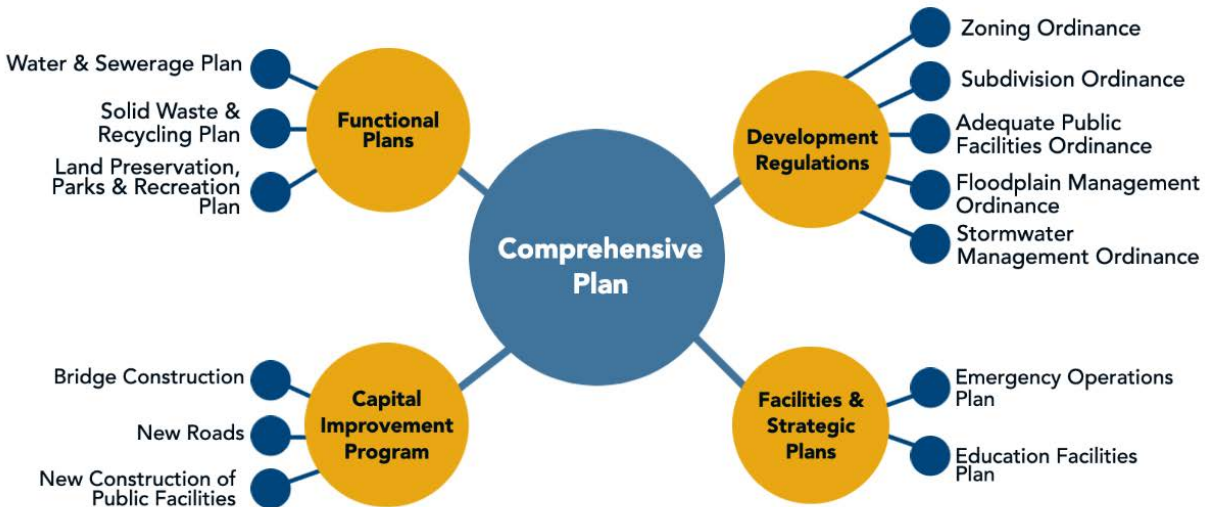 Comprehensive
Plan
Functional
Plans
Water & Sewerage Plan
Solid Waste &
Recycling Plan
Land Preservation,
Parks & Recreation
Plan
Development
Regulations
Zoning Ordinance
Subdivision Ordinance
Adequate Public
Facilities Ordinance
Floodplain Management
Ordinance
Stormwater
Management Ordinance
Capital
Improvement
Program
Bridge Construction
New Roads
New Construction of
Public Facilities
Facilities &
Strategic
Plans
Emergency Operations
Plan
Education Facilities
Plan